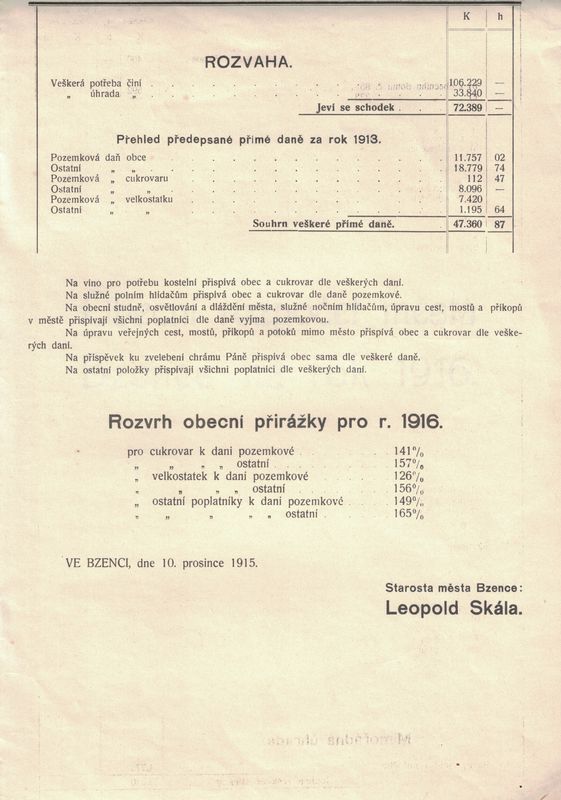 K h
ROZVAHA.
Veškerá potřeba činí . . . . . . . . . . 106.229 —
„ úhrada „ . . . . . . . . . . 33.840 —
Jeví se schodek . . 72.389 —
Přehled předepsané přímé daně za rok 1913.
Pozemková daň obce . . . . . . . . . . 11.757 02
Ostatní „ „ . . . . . . . . . . 18.779 74
Pozemková „ cukrovaru . . . . . . . . . . 112 47
Ostatní „ „ . . . . . . . . . . 8.096 —
Pozemková „ velkostatku . . . . . . . . . . 7.420
Ostatní „ „ . . . . . . . . . . 1.195 64
Souhrn veškeré přímé daně. 47.360 87
Na víno pro potřebu kostelní přispívá obec a cukrovar dle veškerých daní.
Na služné polním hlídačům přispívá obec a cukrovar dle daně pozemkové.
Na obecní studně, osvětlování a dláždění města, služné nočním hlídačům, úpravu cest, mostů a příkopů
v městě přispívají všichni poplatníci dle daně vyjma pozemkovou.
Na úpravu veřejných cest, mostů, příkopů a potoků mimo město přispívá obec a cukrovar dle veške-
rých daní.
Na příspěvek ku zvelebení chrámu Páně přispívá obec sama dle veškeré daně.
Na ostatní položky přispívají všichni poplatníci dle veškerých daní.
Rozvrh obecní přirážky pro r. 1916.
pro cukrovar k dani pozemkové . . 141%
„ „ „ „ ostatní . . . . 157%
„ velkostatek k dani pozemkové . . 126%
„ „ „ „ ostatní . . . 156%
„ ostatní poplatníky k dani pozemkové . . 149%
„ „ „ „ „ ostatní . . 165%
VE BZENCI, dne 10. prosince 1915.
Starosta města Bzence:
Leopold Skála.